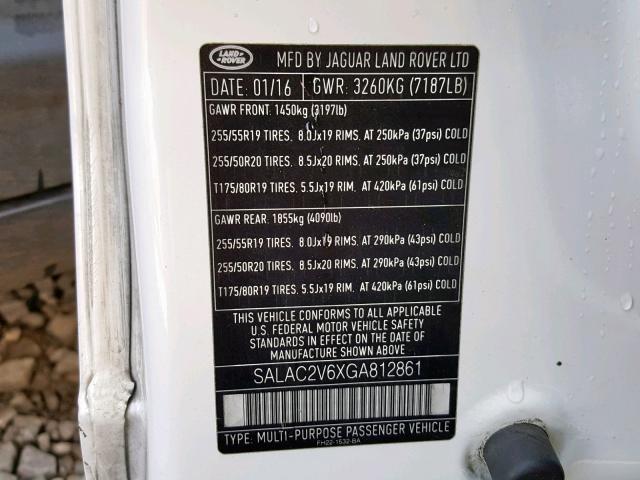 LAND
ROVER
MFD BY JAGUAR LAND ROVER LTD
DATE: 01/16 GWR: 3260KG (7187LB)
GAWR FRONT: 1450kg (3197lb)
255/55R19 TIRES. 8.0Jx19 RIMS. AT 250kPa (37psi) COLD
255/50R20 TIRES. 8.5Jx20 RIMS. AT 250kPa (37psi) COLD
T175/80R19 TIRES. 5.5Jx19 RIM. AT 420kPa (61psi) COLD
GAWR REAR: 1855kg (4090lb)
255/55R19 TIRES. 8.0Jx19 RIMS. AT 290kPa (43psi) COLD
255/50R20 TIRES. 8.5Jx20 RIMS. AT 290kPa (43psi) COLD
T175/80R19 TIRES. 5.5Jx19 RIM. AT 420kPa (61psi) COLD
THIS VEHICLE CONFORMS TO ALL APPLICABLE
U.S. FEDERAL MOTOR VEHICLE SAFETY
STANDARDS IN EFFECT ON THE DATE OF
MANUFACTURE SHOWN ABOVE.
SALAC2V6XGA812861
TYPE: MULTI-PURPOSE PASSENGER VEHICLE
FH22-1532-BA